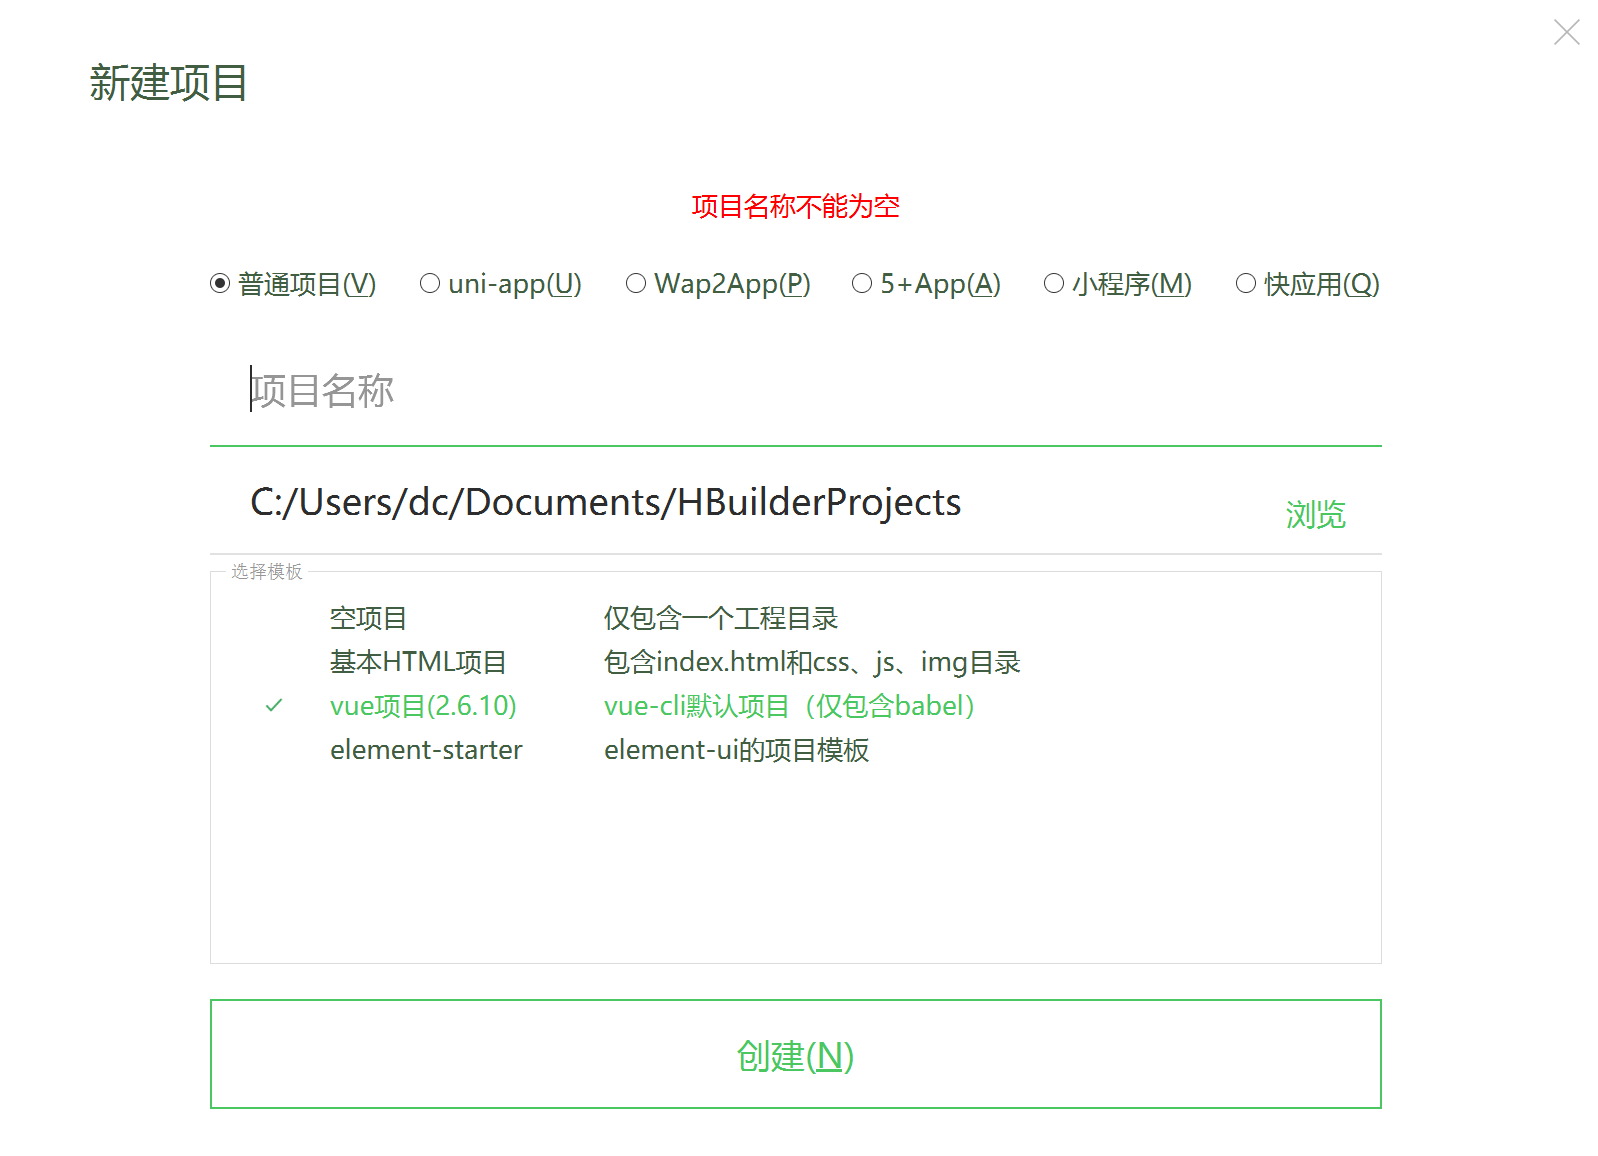 新建项目
项目名称不能为空
普通项目(V) uni-app(U) Wap2App(P) 5+App(A) 小程序(M) 快应用(Q)
项目名称
C:/Users/dc/Documents/HBuilderProjects 浏览
选择模板
空项目 仅包含一个工程目录
基本HTML项目 包含index.html和css、js、img目录
vue项目(2.6.10) vue-cli默认项目（仅包含babel）
element-starter element-ui的项目模板
创建(N)